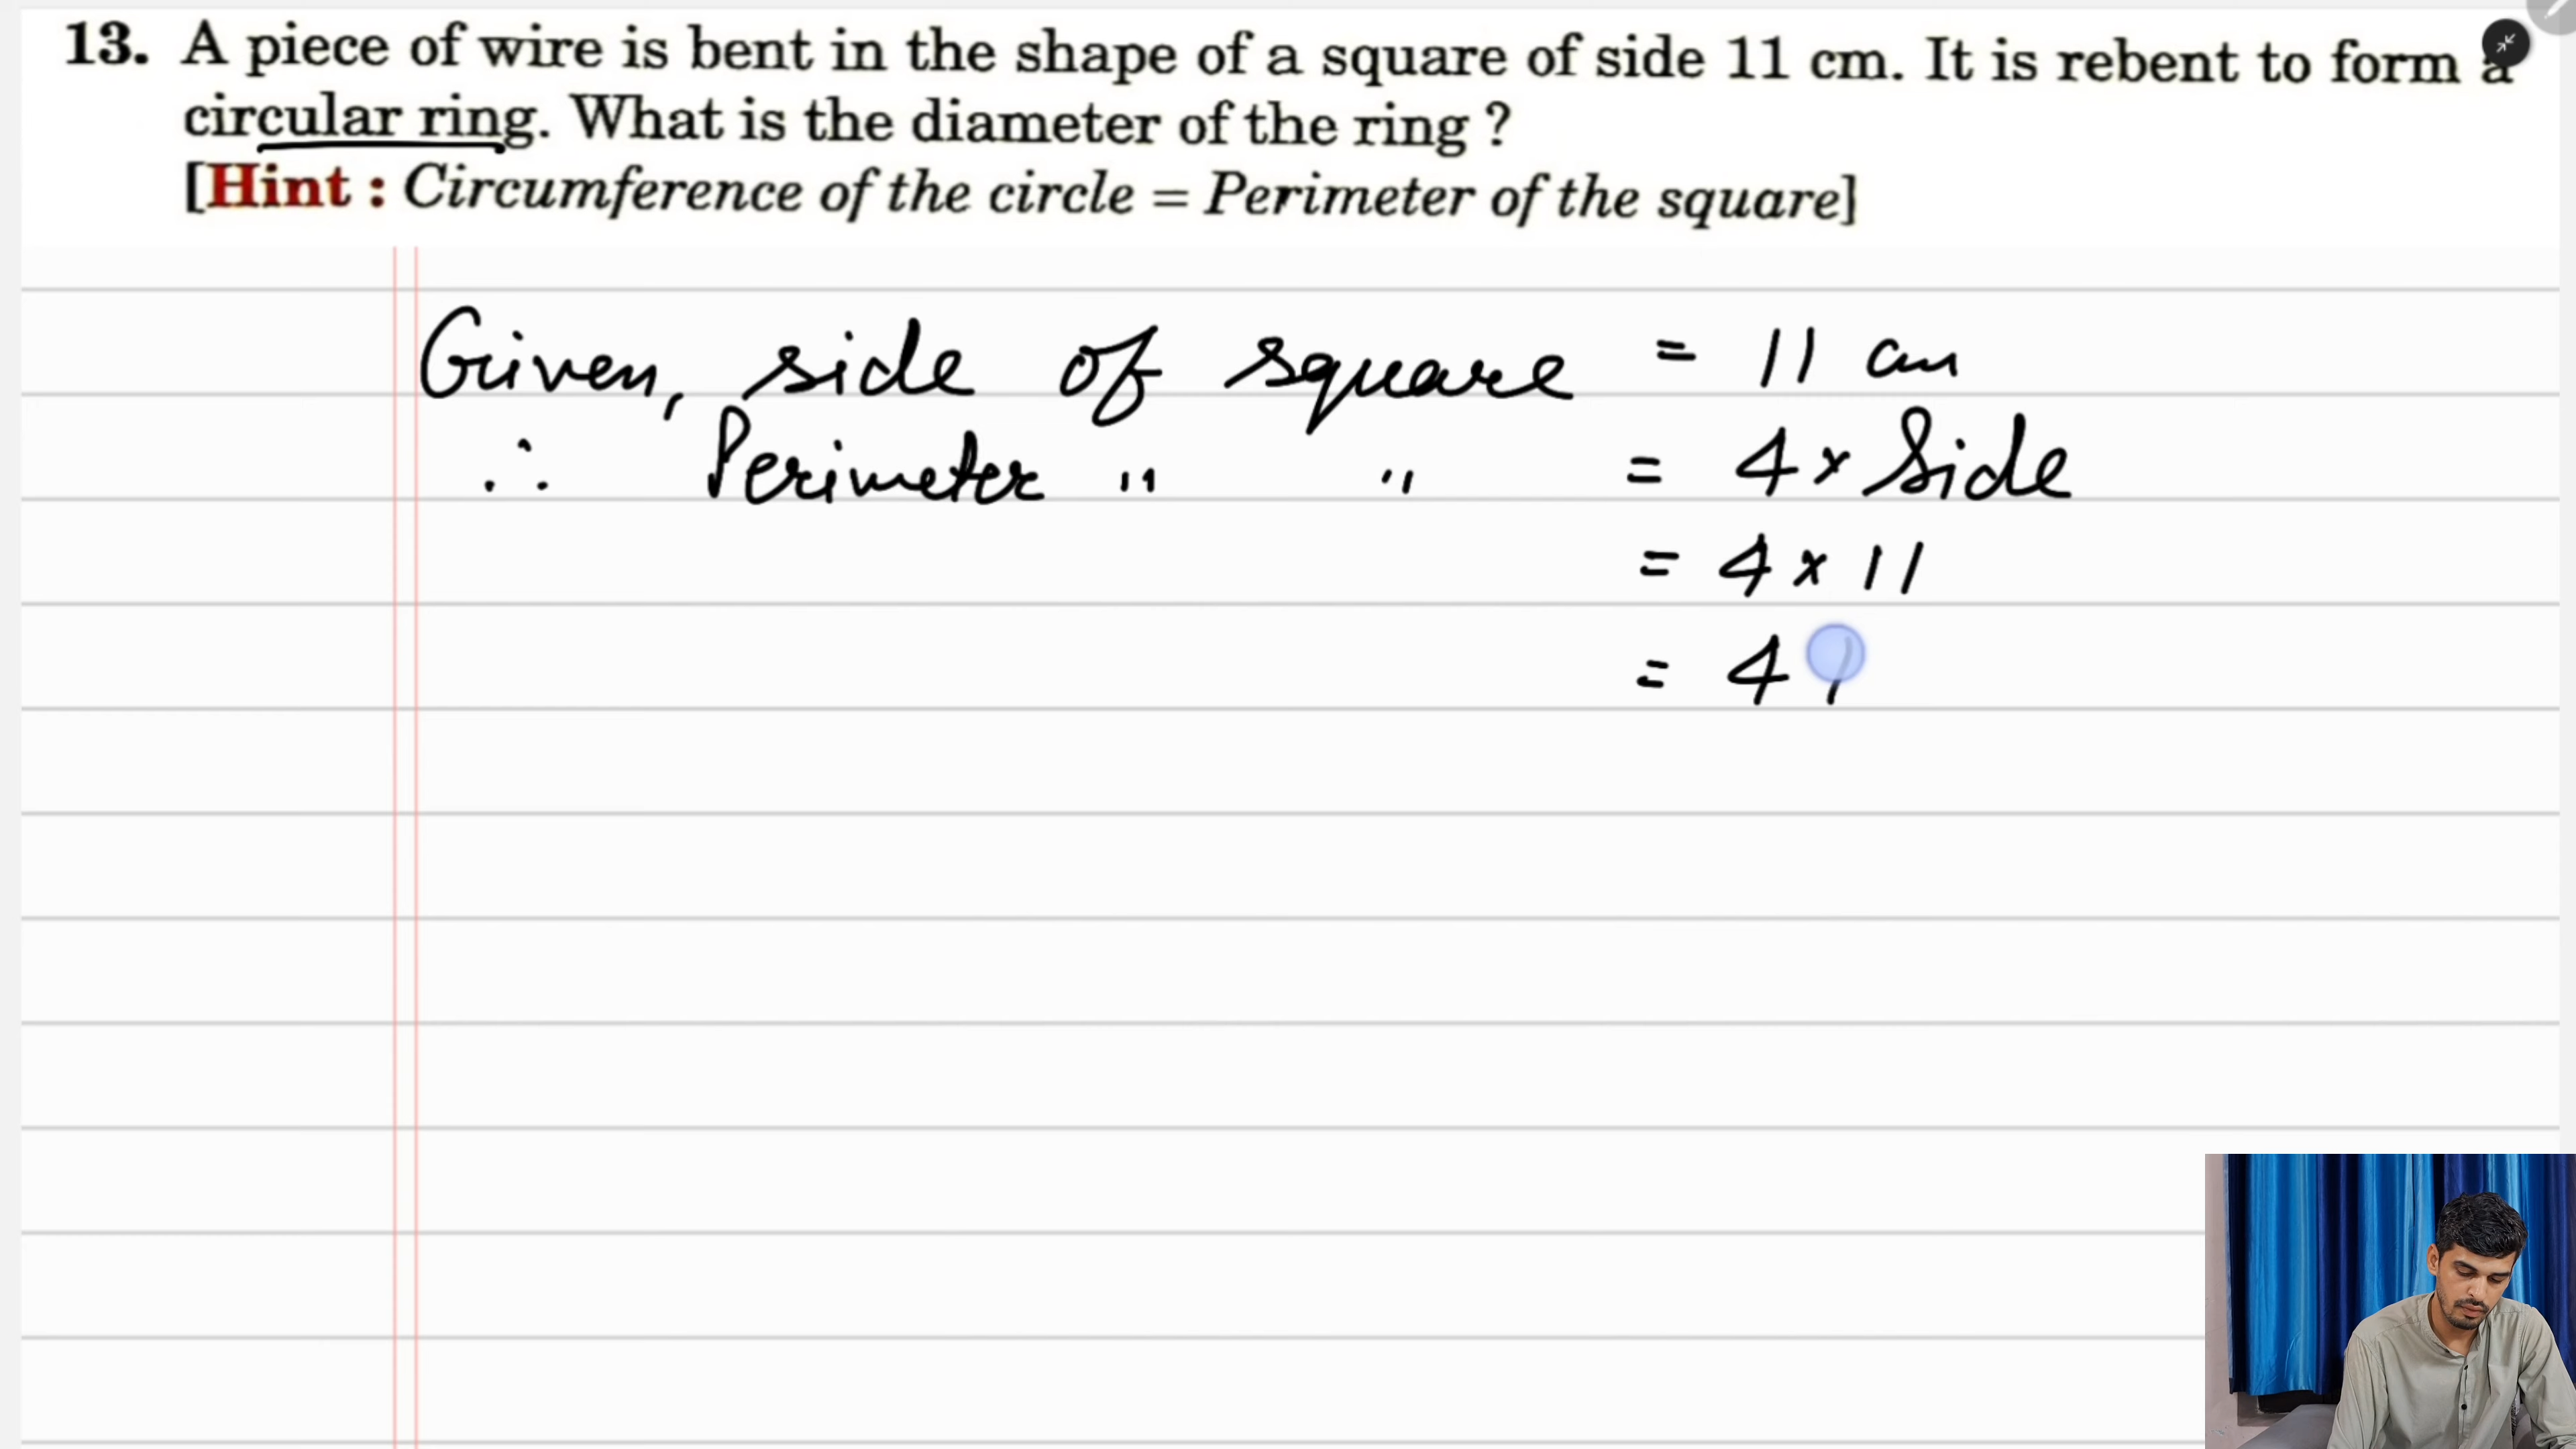 13. A piece of wire is bent in the shape of a square of side 11 cm. It is rebent to form a
circular ring. What is the diameter of the ring ?
[Hint : Circumference of the circle = Perimeter of the square]
Given, side of square = 11 cm
∴ Perimeter " " = 4 × Side
= 4 × 11
= 4